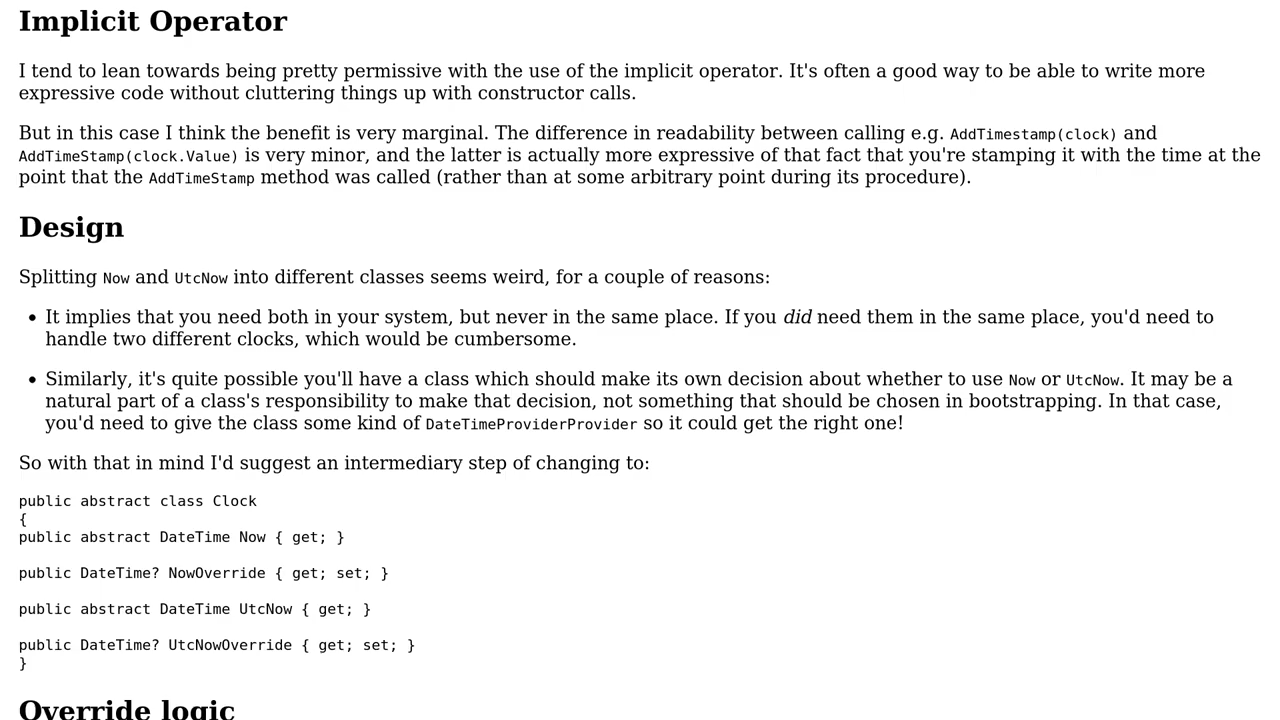 Implicit Operator
I tend to lean towards being pretty permissive with the use of the implicit operator. It's often a good way to be able to write more
expressive code without cluttering things up with constructor calls.
But in this case I think the benefit is very marginal. The difference in readability between calling e.g. AddTimestamp(clock) and
AddTimeStamp(clock.Value) is very minor, and the latter is actually more expressive of that fact that you're stamping it with the time at the
point that the AddTimeStamp method was called (rather than at some arbitrary point during its procedure).
Design
Splitting Now and UtcNow into different classes seems weird, for a couple of reasons:
• It implies that you need both in your system, but never in the same place. If you did need them in the same place, you'd need to
handle two different clocks, which would be cumbersome.
• Similarly, it's quite possible you'll have a class which should make its own decision about whether to use Now or UtcNow. It may be a
natural part of a class's responsibility to make that decision, not something that should be chosen in bootstrapping. In that case,
you'd need to give the class some kind of DateTimeProviderProvider so it could get the right one!
So with that in mind I'd suggest an intermediary step of changing to:
public abstract class Clock
{
public abstract DateTime Now { get; }
public DateTime? NowOverride { get; set; }
public abstract DateTime UtcNow { get; }
public DateTime? UtcNowOverride { get; set; }
}
Override logic